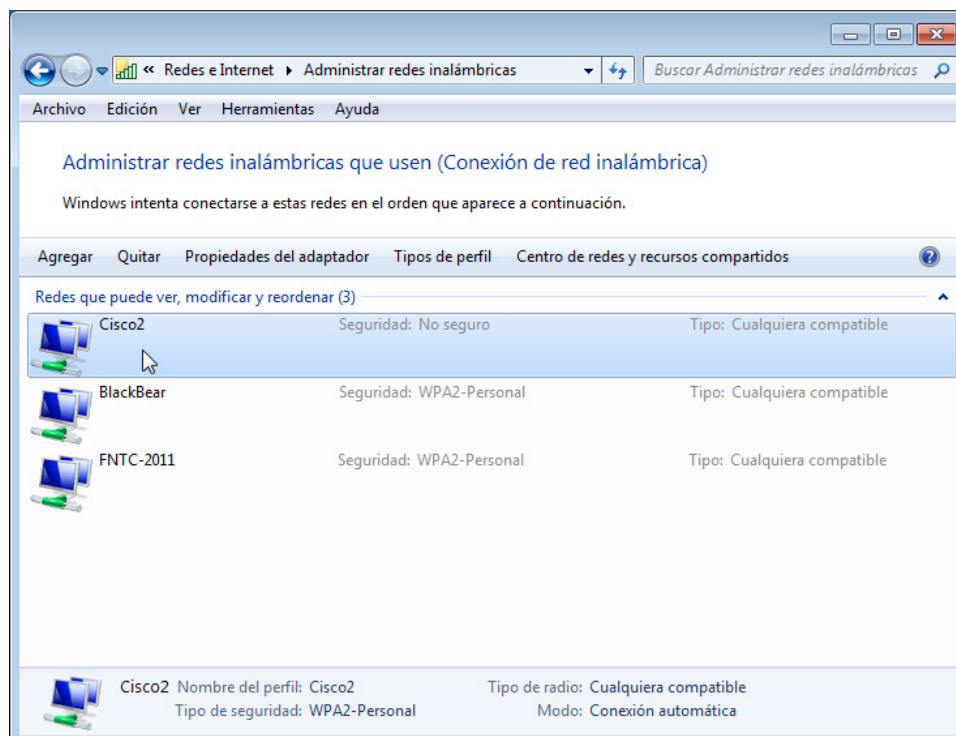 « Redes e Internet ▸ Administrar redes inalámbricas Buscar Administrar redes inalámbricas
Archivo Edición Ver Herramientas Ayuda
Administrar redes inalámbricas que usen (Conexión de red inalámbrica)
Windows intenta conectarse a estas redes en el orden que aparece a continuación.
Agregar Quitar Propiedades del adaptador Tipos de perfil Centro de redes y recursos compartidos
Redes que puede ver, modificar y reordenar (3)
Cisco2 Seguridad: No seguro Tipo: Cualquiera compatible
BlackBear Seguridad: WPA2-Personal Tipo: Cualquiera compatible
FNTC-2011 Seguridad: WPA2-Personal Tipo: Cualquiera compatible
Cisco2 Nombre del perfil: Cisco2 Tipo de radio: Cualquiera compatible
Tipo de seguridad: WPA2-Personal Modo: Conexión automática